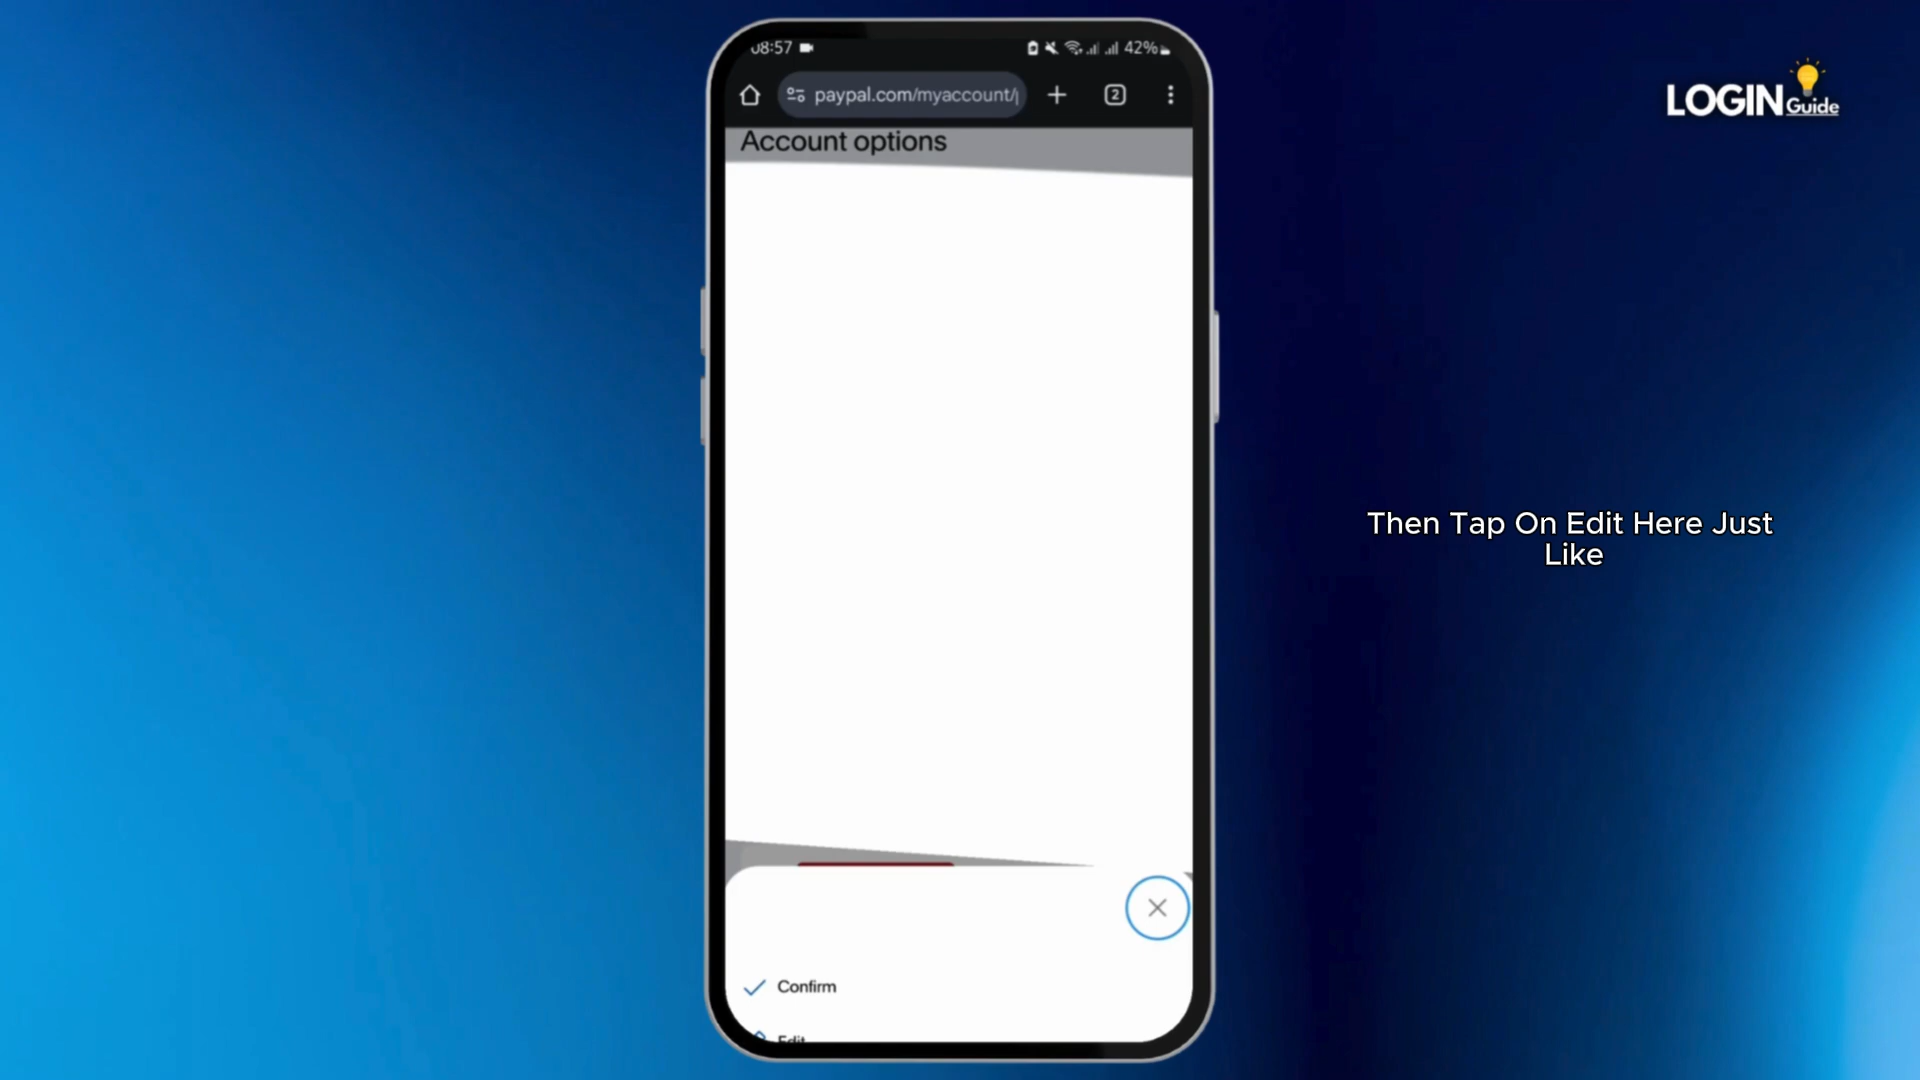 08:57
42%
paypal.com/myaccount/
2
Account options
LOGIN Guide
Then Tap On Edit Here Just
Like
Confirm
Edit